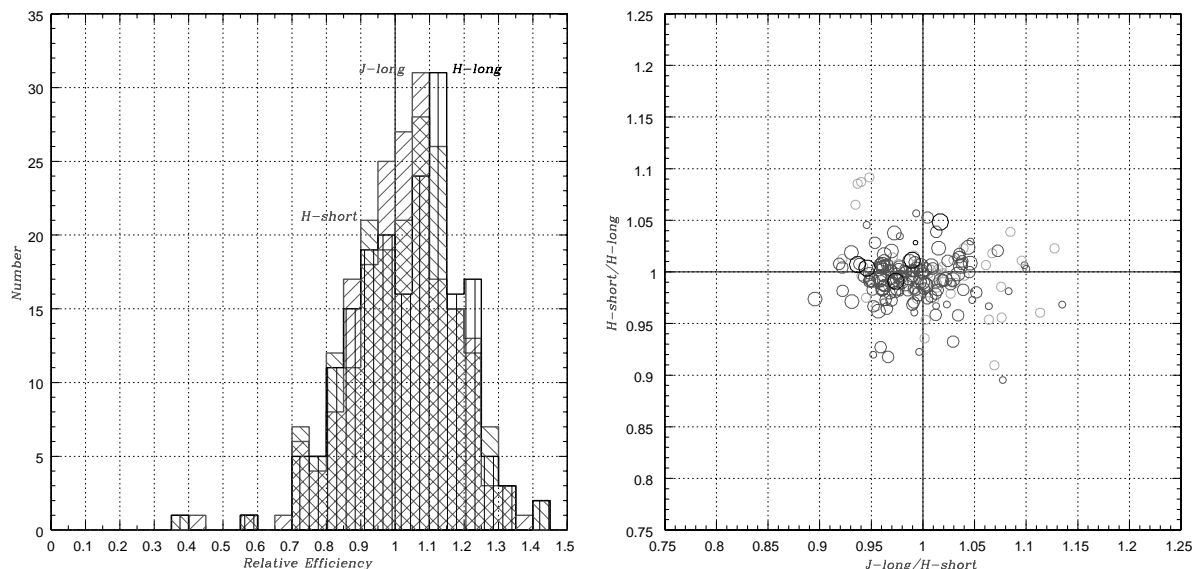 35
30
25
20
15
10
5
0
Number
J-long
H-long
H-short
0 0.1 0.2 0.3 0.4 0.5 0.6 0.7 0.8 0.9 1 1.1 1.2 1.3 1.4 1.5
Relative Efficiency
1.25
1.2
1.15
1.1
1.05
1
0.95
0.9
0.85
0.8
0.75
H-short/H-long
0.75 0.8 0.85 0.9 0.95 1 1.05 1.1 1.15 1.2 1.25
J-long/H-short